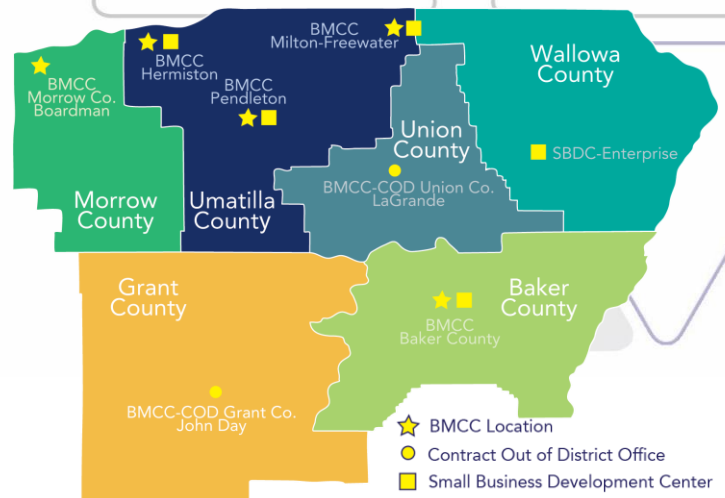 BMCC
Morrow Co.
Boardman
BMCC
Hermiston
BMCC
Pendleton
BMCC
Milton-Freewater
Wallowa
County
Union
County
SBDC-Enterprise
BMCC-COD Union Co.
LaGrande
Morrow
County
Umatilla
County
Grant
County
Baker
County
BMCC
Baker County
BMCC-COD Grant Co.
John Day
BMCC Location
Contract Out of District Office
Small Business Development Center